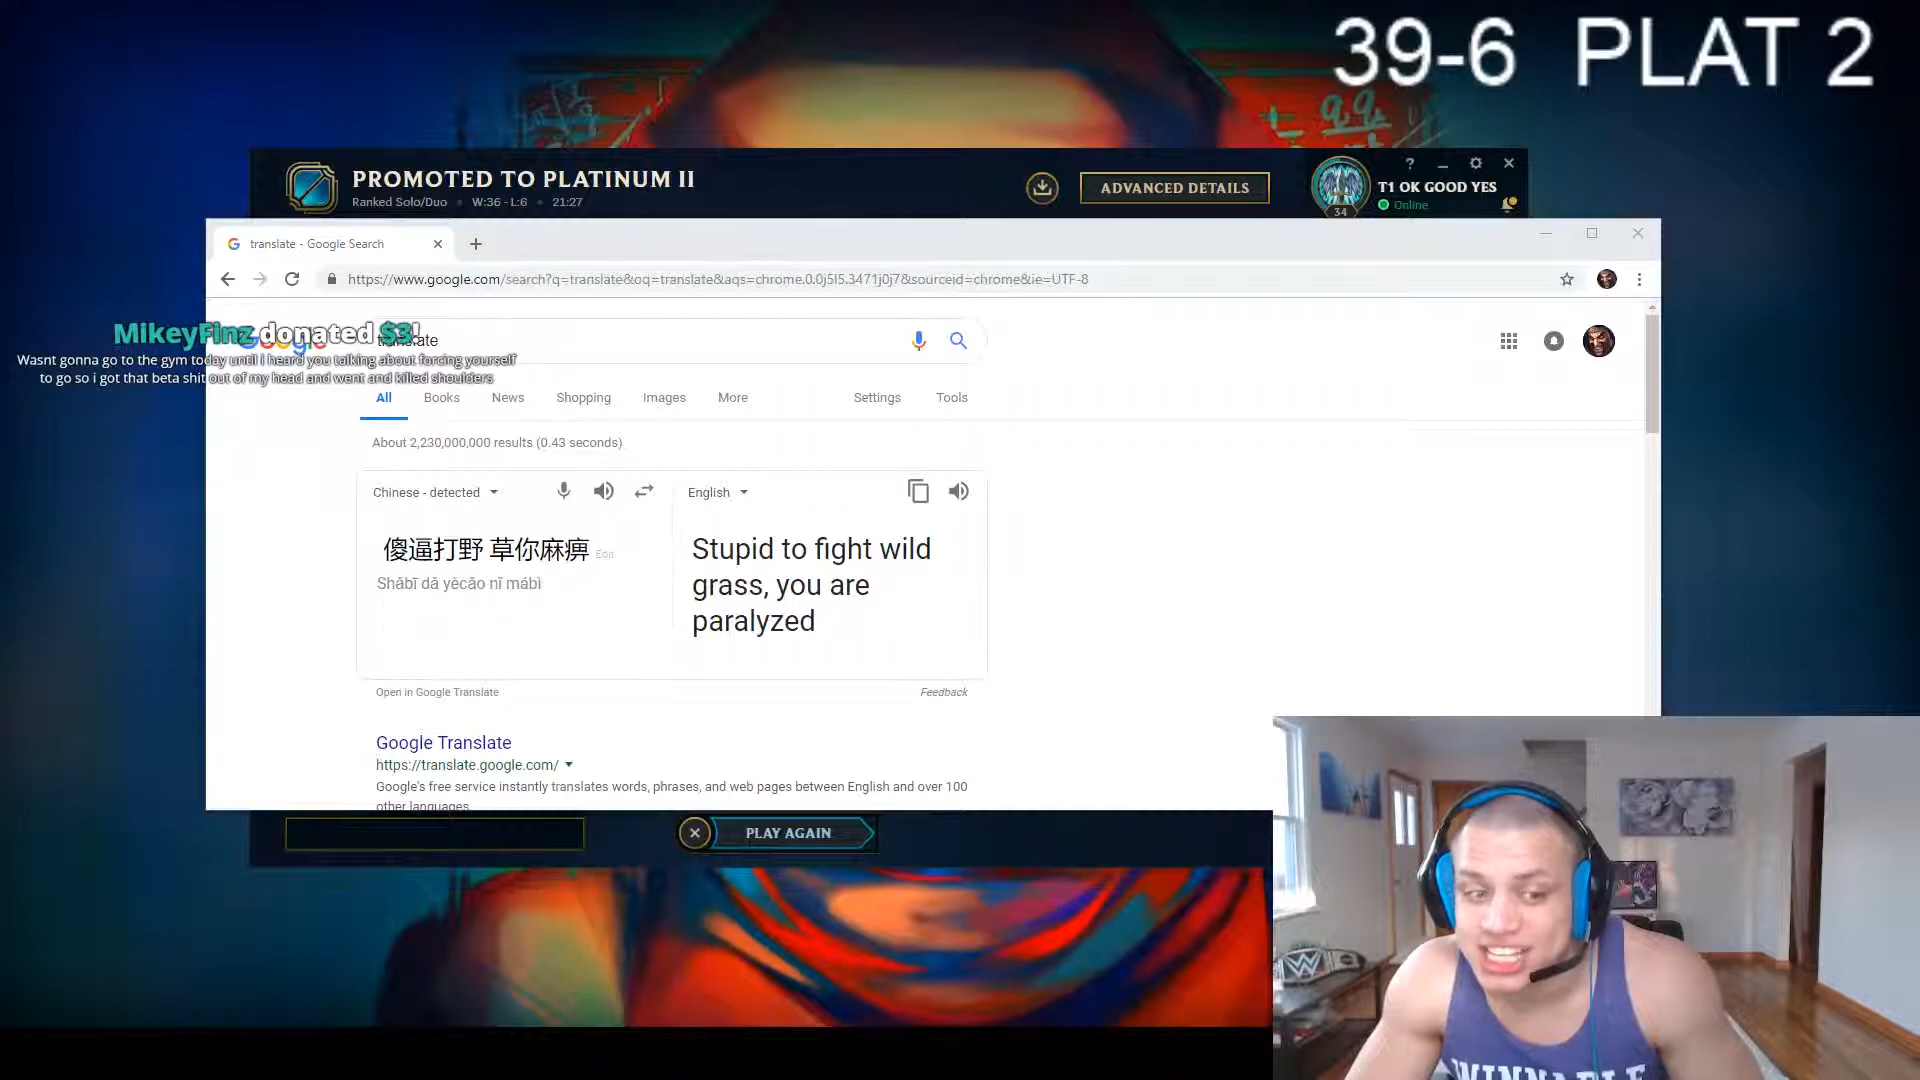 39-6 PLAT 2
PROMOTED TO PLATINUM II
Ranked Solo/Duo • W:36 - L:6 • 21:27
ADVANCED DETAILS
T1 OK GOOD YES
Online
34
translate - Google Search
https://www.google.com/search?q=translate&oq=translate&aqs=chrome.0.0j5l5.3471j0j7&sourceid=chrome&ie=UTF-8
MikeyFinz donated $3!
Wasnt gonna go to the gym today until i heard you talking about forcing yourself
to go so i got that beta shit out of my head and went and killed shoulders
Google
translate
All Books News Shopping Images More Settings Tools
About 2,230,000,000 results (0.43 seconds)
Chinese - detected
English
傻逼打野 草你麻痹 Edit
Shǎbī dǎ yěcǎo nǐ mábì
Stupid to fight wild
grass, you are
paralyzed
Open in Google Translate
Feedback
Google Translate
https://translate.google.com/
Google's free service instantly translates words, phrases, and web pages between English and over 100
other languages.
PLAY AGAIN
W
WINNABLE